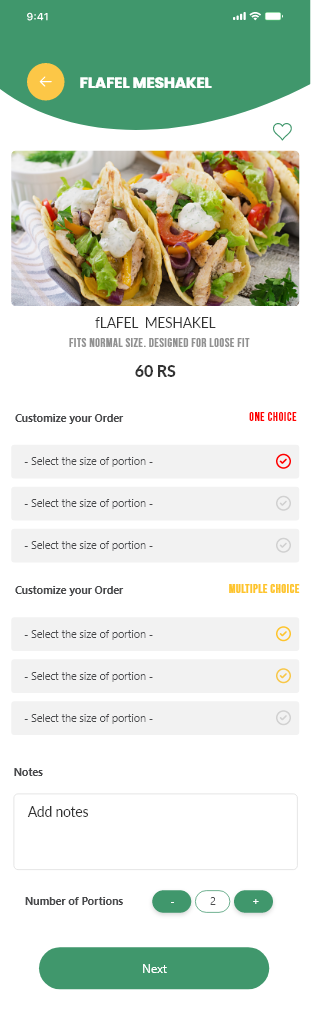 9:41
FLAFEL MESHAKEL
fLAFEL MESHAKEL
FITS NORMAL SIZE. DESIGNED FOR LOOSE FIT
60 RS
Customize your Order ONE CHOICE
- Select the size of portion -
- Select the size of portion -
- Select the size of portion -
Customize your Order MULTIPLE CHOICE
- Select the size of portion -
- Select the size of portion -
- Select the size of portion -
Notes
Add notes
Number of Portions - 2 +
Next